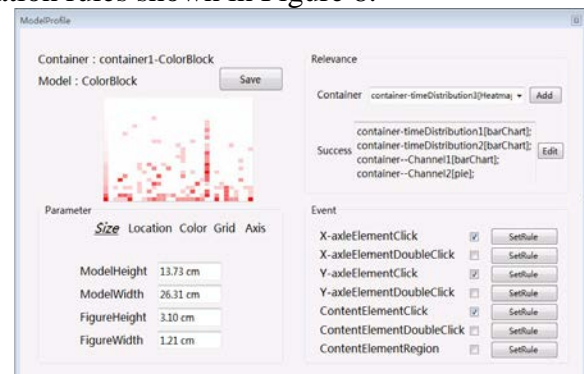 ation rules shown in Figure 6.
ModelProfile
Container : container1-ColorBlock
Model : ColorBlock
Save
Parameter
Size Location Color Grid Axis
ModelHeight 13.73 cm
ModelWidth 26.31 cm
FigureHeight 3.10 cm
FigureWidth 1.21 cm
Relevance
Container container-timeDistribution3[Heatmap Add
Success
container-timeDistribution1[barChart];
container-timeDistribution2[barChart];
container--Channel1[barChart];
container--Channel2[pie];
Edit
Event
X-axleElementClick SetRule
X-axleElementDoubleClick SetRule
Y-axleElementClick SetRule
Y-axleElementDoubleClick SetRule
ContentElementClick SetRule
ContentElementDoubleClick SetRule
ContentElementRegion SetRule